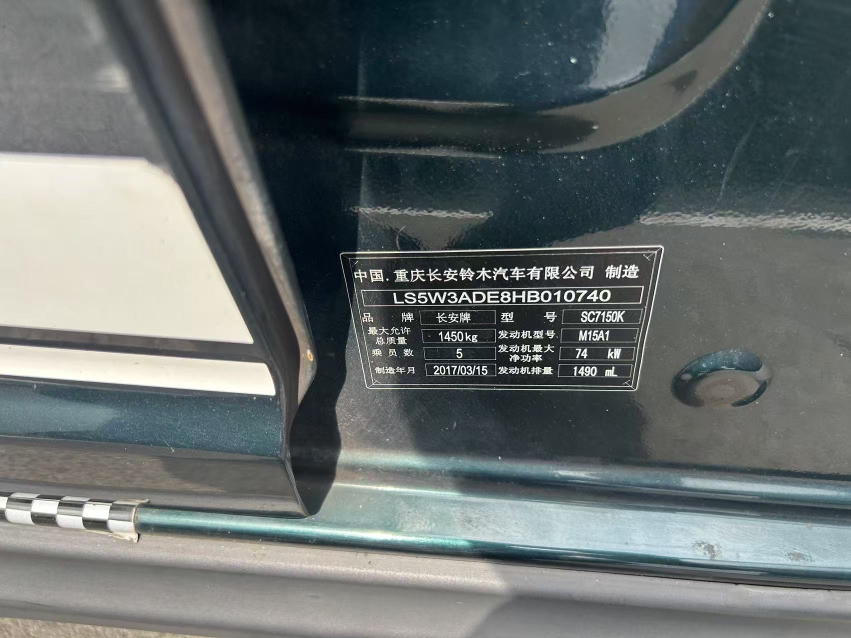 中国.重庆长安铃木汽车有限公司 制造
LS5W3ADE8HB010740
品牌 长安牌 型号 SC7150K
最大允许总质量 1450kg 发动机型号 M15A1
乘员数 5 发动机最大净功率 74 kW
制造年月 2017/03/15 发动机排量 1490 mL